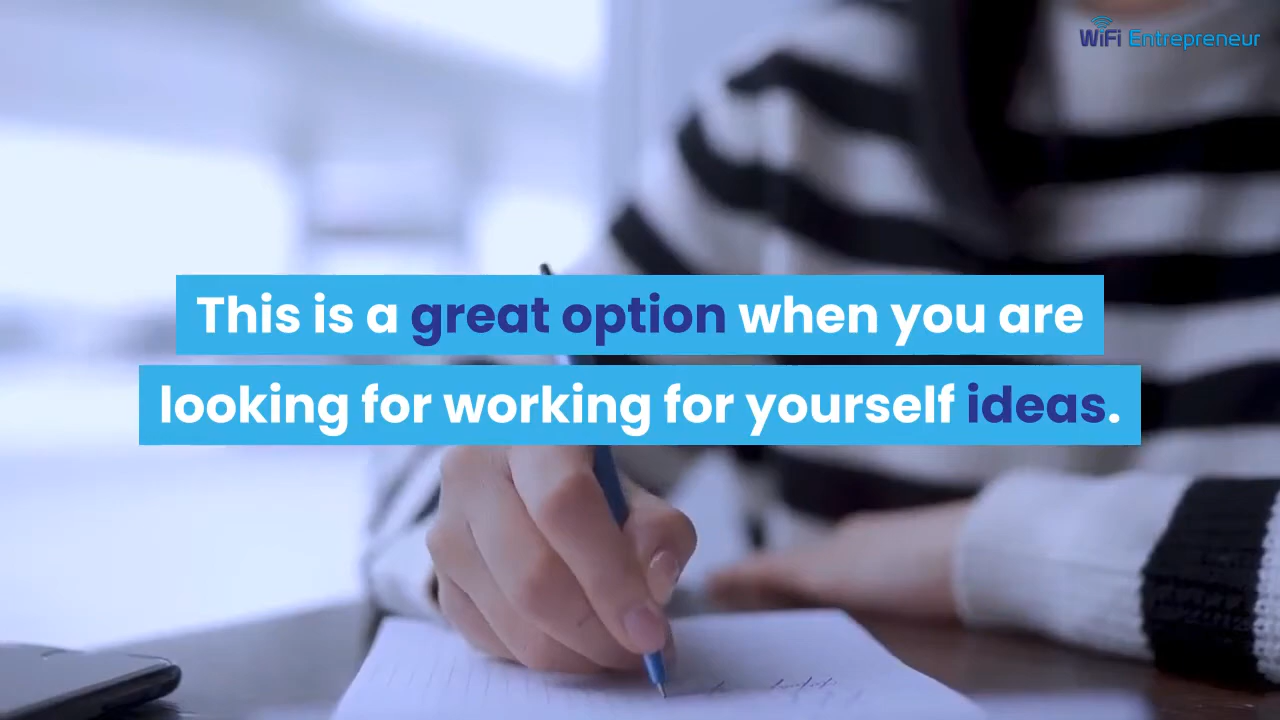 WiFi Entrepreneur
This is a great option when you are
looking for working for yourself ideas.